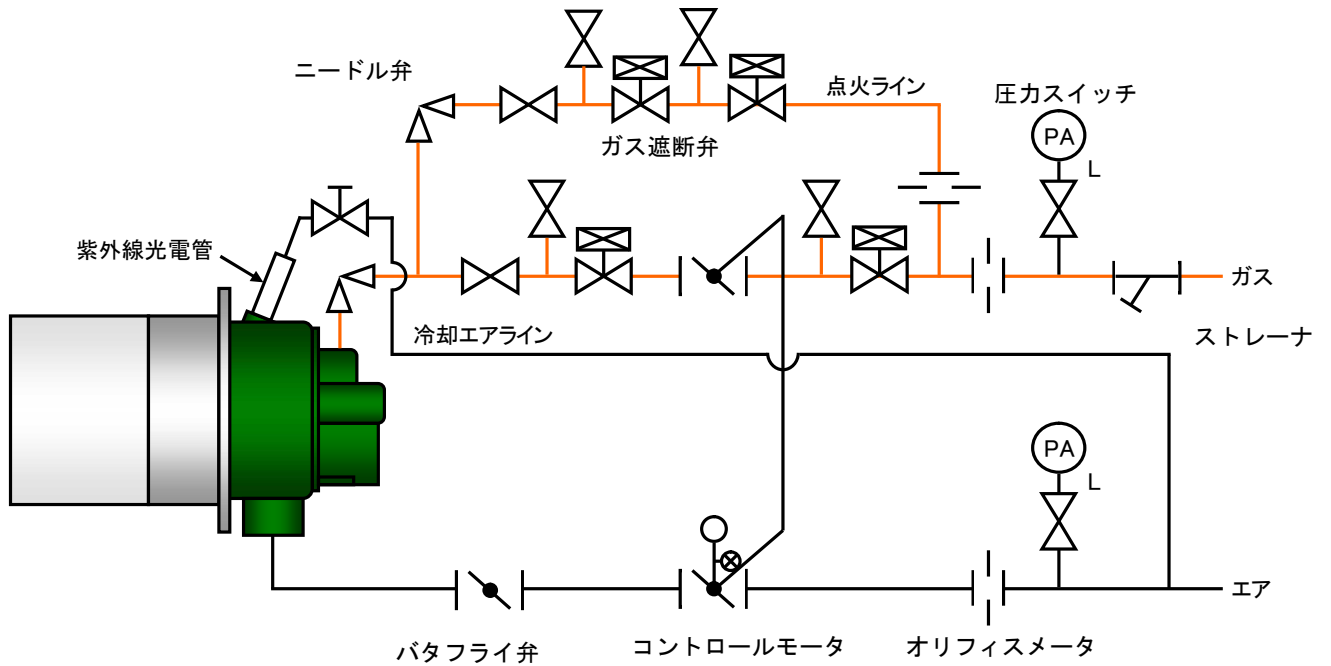 ニードル弁
点火ライン
圧力スイッチ
PA
L
ガス遮断弁
紫外線光電管
ガス
冷却エアライン
ストレーナ
PA
L
エア
バタフライ弁
コントロールモータ
オリフィスメータ